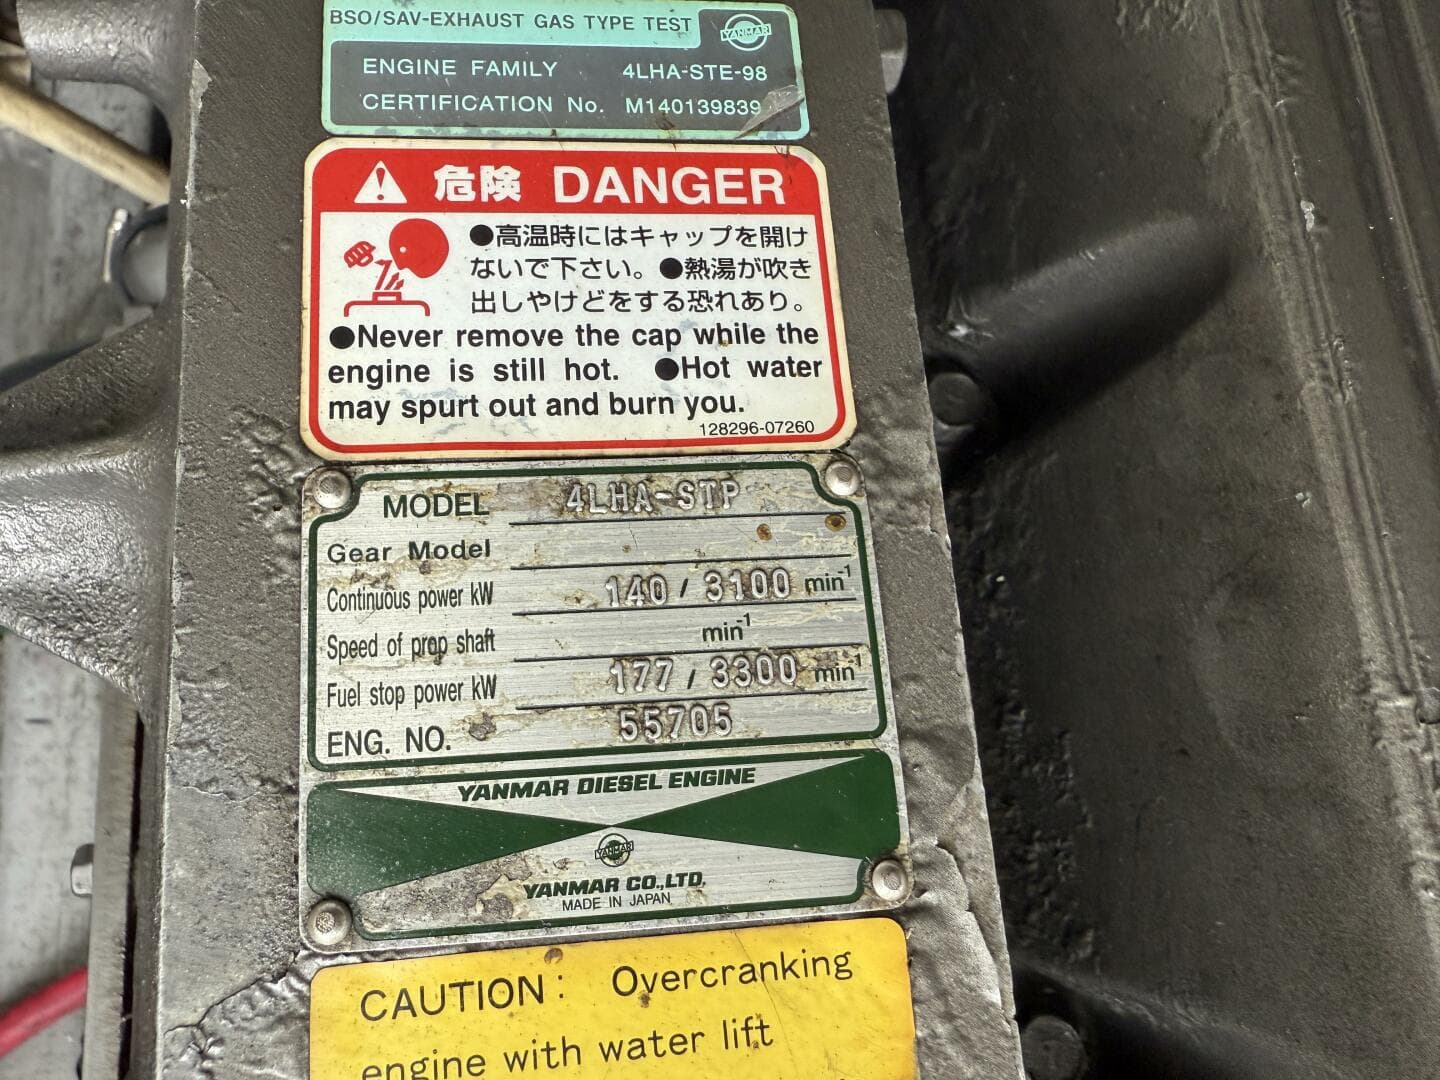 BSO/SAV-EXHAUST GAS TYPE TEST
YANMAR
ENGINE FAMILY 4LHA-STE-98
CERTIFICATION No. M140139839
危険 DANGER
●高温時にはキャップを開け
ないで下さい。●熱湯が吹き
出しやけどをする恐れあり。
●Never remove the cap while the
engine is still hot. ●Hot water
may spurt out and burn you.
128296-07260
MODEL 4LHA-STP
Gear Model
Continuous power kW 140 / 3100 min-1
Speed of prop shaft min-1
Fuel stop power kW 177 / 3300 min-1
ENG. NO. 55705
YANMAR DIESEL ENGINE
YANMAR
YANMAR CO.,LTD.
MADE IN JAPAN
CAUTION: Overcranking
engine with water lift